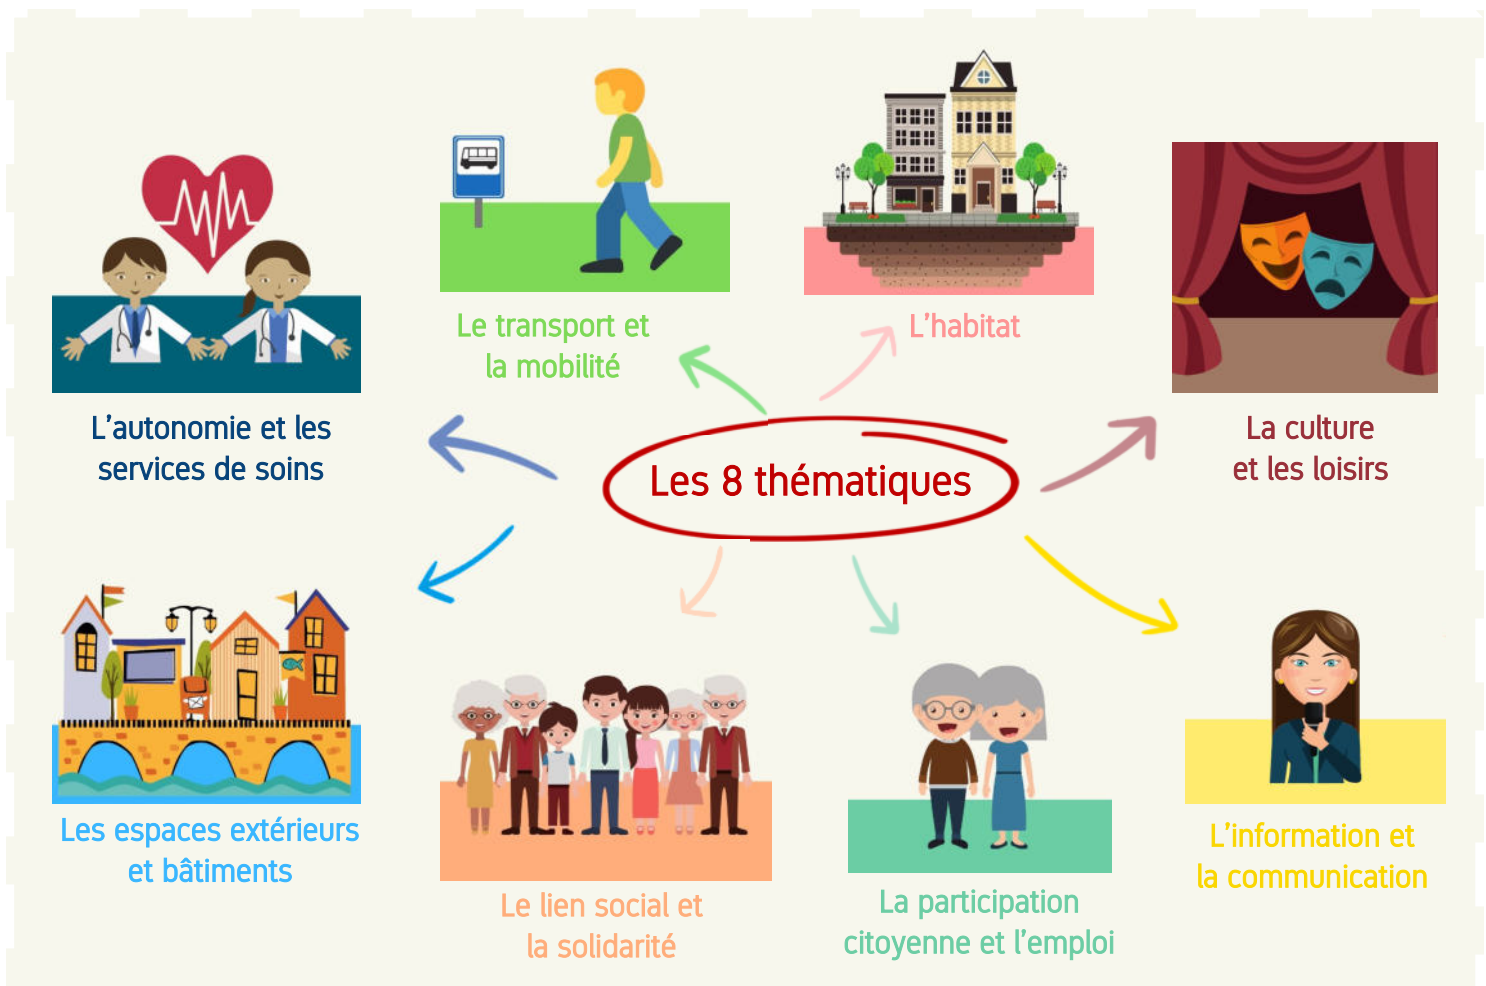 Le transport et
la mobilité
L'habitat
L'autonomie et les
services de soins
La culture
et les loisirs
Les 8 thématiques
Les espaces extérieurs
et bâtiments
Le lien social et
la solidarité
La participation
citoyenne et l'emploi
L'information et
la communication